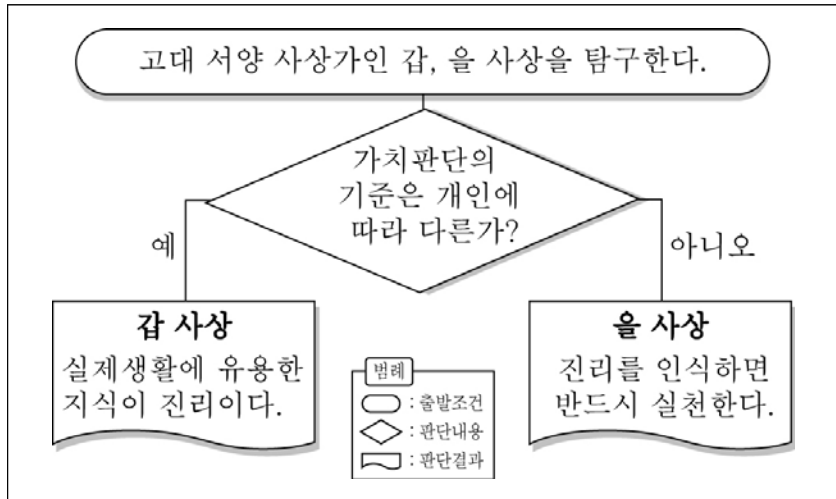 고대 서양 사상가인 갑, 을 사상을 탐구한다.
가치판단의
기준은 개인에
따라 다른가?
예
아니오
갑 사상
실제생활에 유용한
지식이 진리이다.
범례
: 출발조건
: 판단내용
: 판단결과
을 사상
진리를 인식하면
반드시 실천한다.